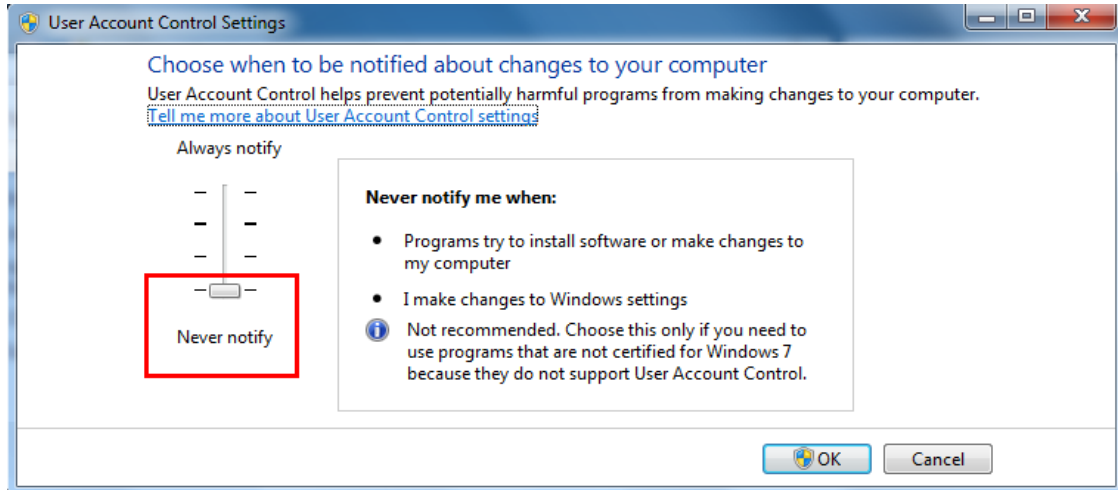 User Account Control Settings
Choose when to be notified about changes to your computer
User Account Control helps prevent potentially harmful programs from making changes to your computer.
Tell me more about User Account Control settings
Always notify
Never notify me when:
• Programs try to install software or make changes to
my computer
• I make changes to Windows settings
Never notify
Not recommended. Choose this only if you need to
use programs that are not certified for Windows 7
because they do not support User Account Control.
OK
Cancel